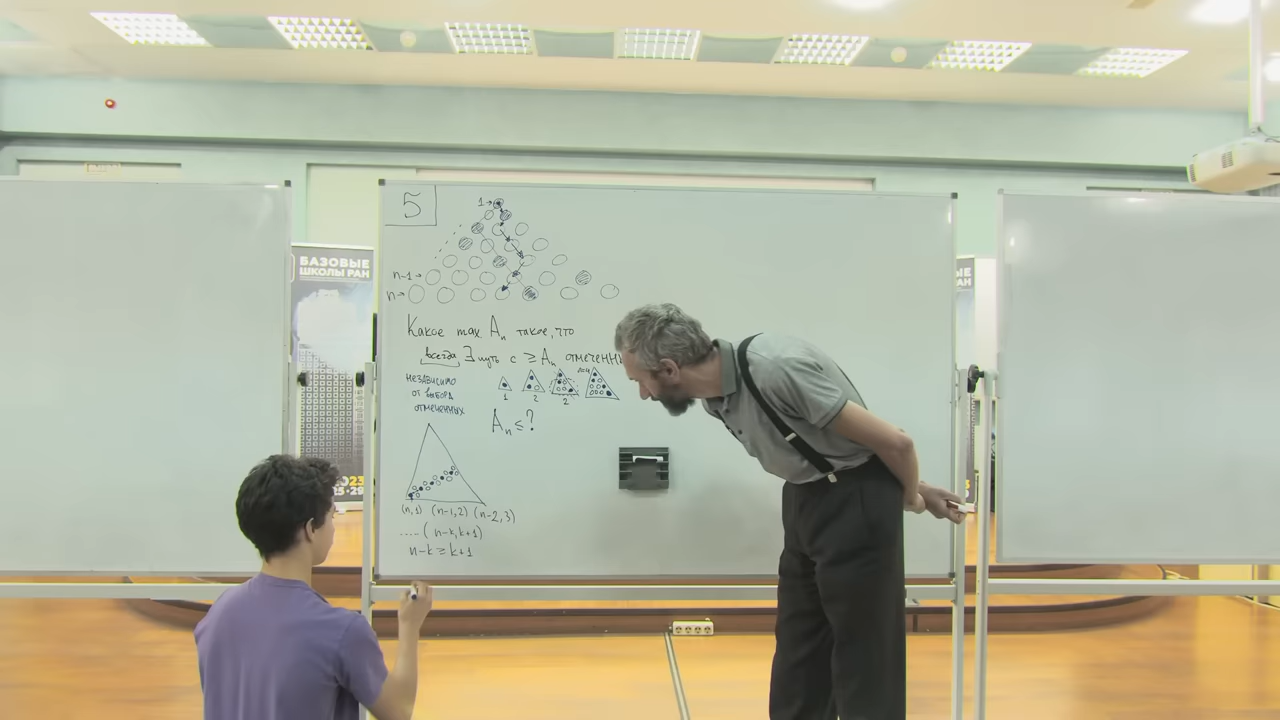 5
1→
n-1→
n→
Какое max Aₙ такое, что
всегда ∃ путь с ≥ Aₙ отмеченн
независимо
от выбора
отмеченных
1 2 2
Aₙ ≤ ?
(n,1) (n-1,2) (n-2,3)
.....( n-k,k+1)
n-k ≥ k+1
БАЗОВЫЕ
ШКОЛЫ РАН